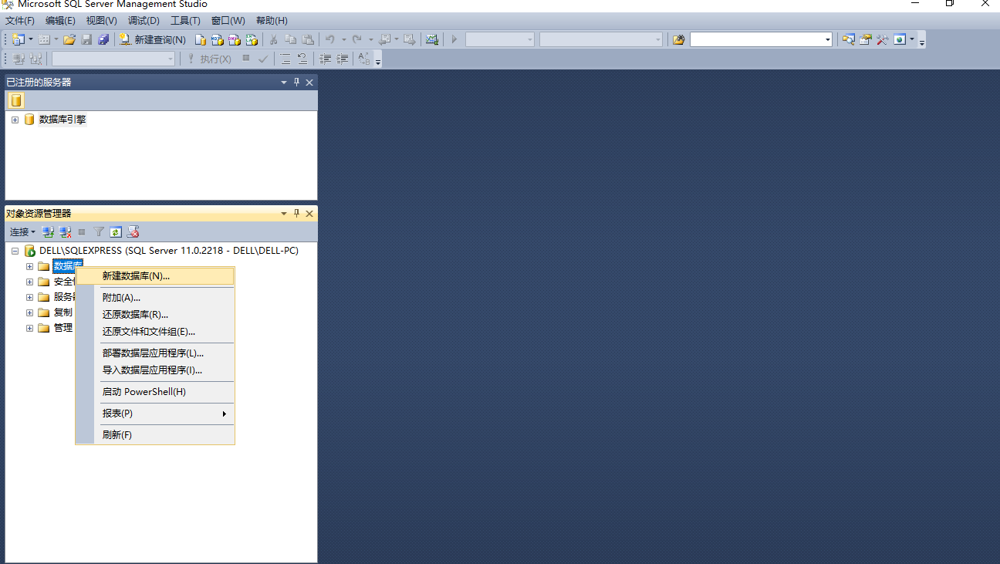 Microsoft SQL Server Management Studio
文件(F) 编辑(E) 视图(V) 调试(D) 工具(T) 窗口(W) 帮助(H)
新建查询(N)
执行(X)
已注册的服务器
数据库引擎
对象资源管理器
连接
DELL\SQLEXPRESS (SQL Server 11.0.2218 - DELL\DELL-PC)
数据库
安全
服务
复制
管理
新建数据库(N)...
附加(A)...
还原数据库(R)...
还原文件和文件组(E)...
部署数据层应用程序(L)...
导入数据层应用程序(I)...
启动 PowerShell(H)
报表(P)
刷新(F)